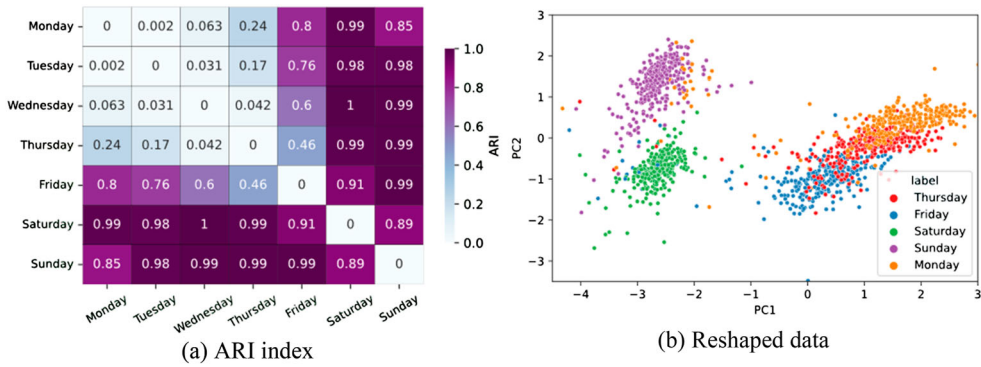 Monday 0 0.002 0.063 0.24 0.8 0.99 0.85
Tuesday 0.002 0 0.031 0.17 0.76 0.98 0.98
Wednesday 0.063 0.031 0 0.042 0.6 1 0.99
Thursday 0.24 0.17 0.042 0 0.46 0.99 0.99
Friday 0.8 0.76 0.6 0.46 0 0.91 0.99
Saturday 0.99 0.98 1 0.99 0.91 0 0.89
Sunday 0.85 0.98 0.99 0.99 0.99 0.89 0
Monday Tuesday Wednesday Thursday Friday Saturday Sunday
1.0
0.8
0.6
0.4
0.2
0.0
ARI
(a) ARI index
3
2
1
0
−1
−2
−3
PC2
label
Thursday
Friday
Saturday
Sunday
Monday
−4 −3 −2 −1 0 1 2 3
PC1
(b) Reshaped data